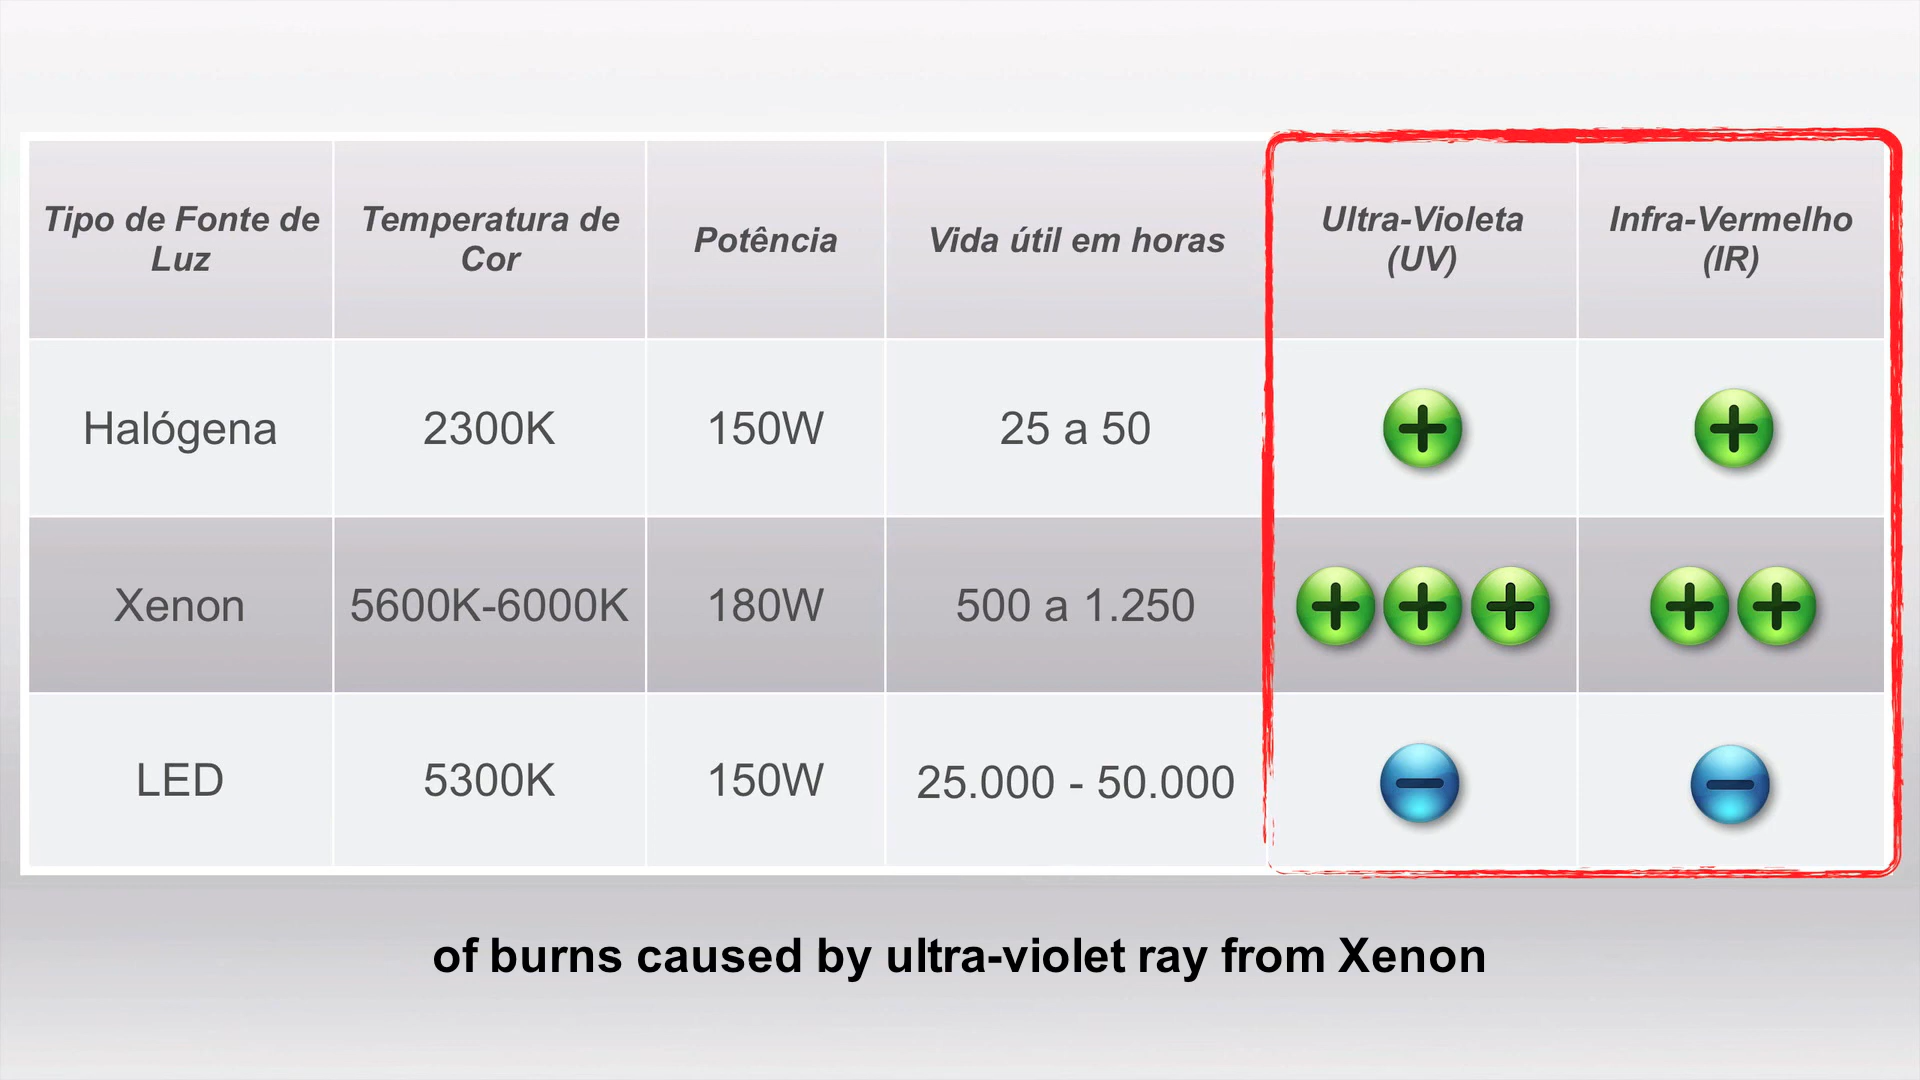 Tipo de Fonte de
Luz
Temperatura de
Cor
Potência
Vida útil em horas
Ultra-Violeta
(UV)
Infra-Vermelho
(IR)
Halógena
2300K
150W
25 a 50
Xenon
5600K-6000K
180W
500 a 1.250
LED
5300K
150W
25.000 - 50.000
of burns caused by ultra-violet ray from Xenon